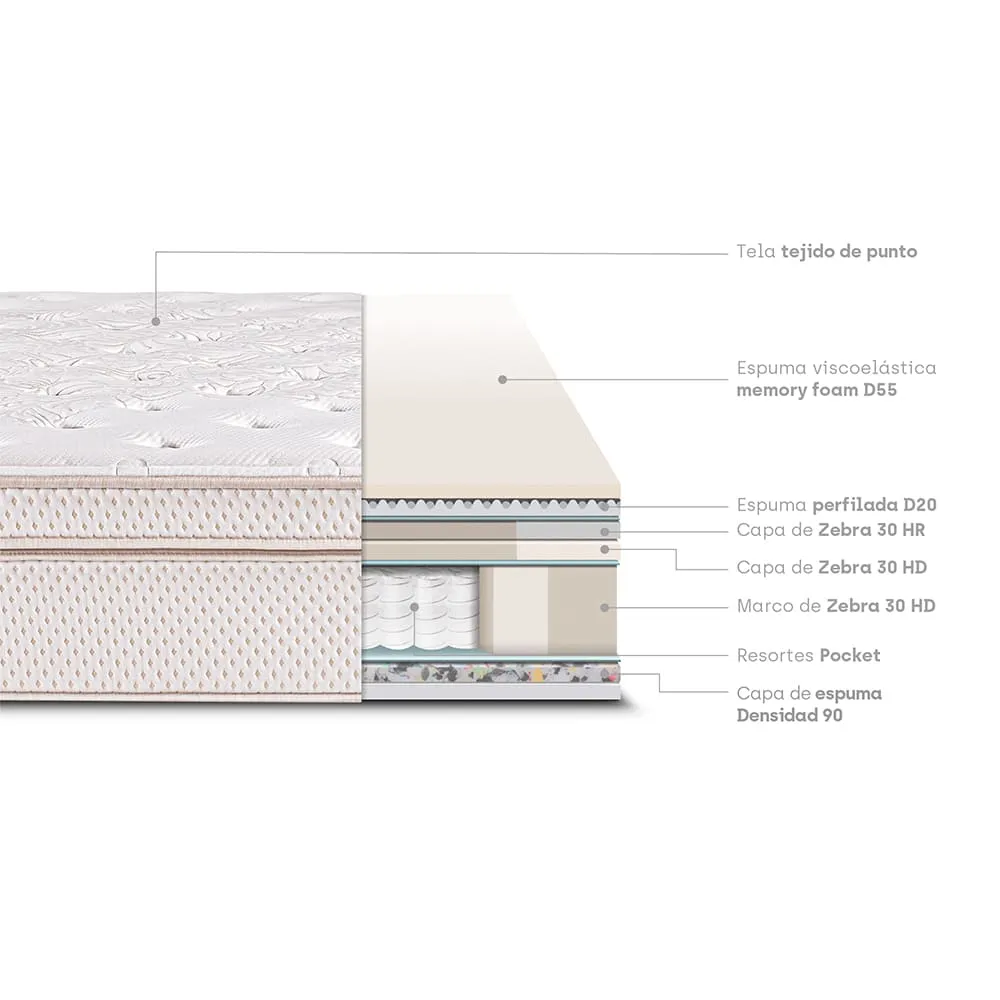 Tela tejido de punto
Espuma viscoelástica
memory foam D55
Espuma perfilada D20
Capa de Zebra 30 HR
Capa de Zebra 30 HD
Marco de Zebra 30 HD
Resortes Pocket
Capa de espuma
Densidad 90